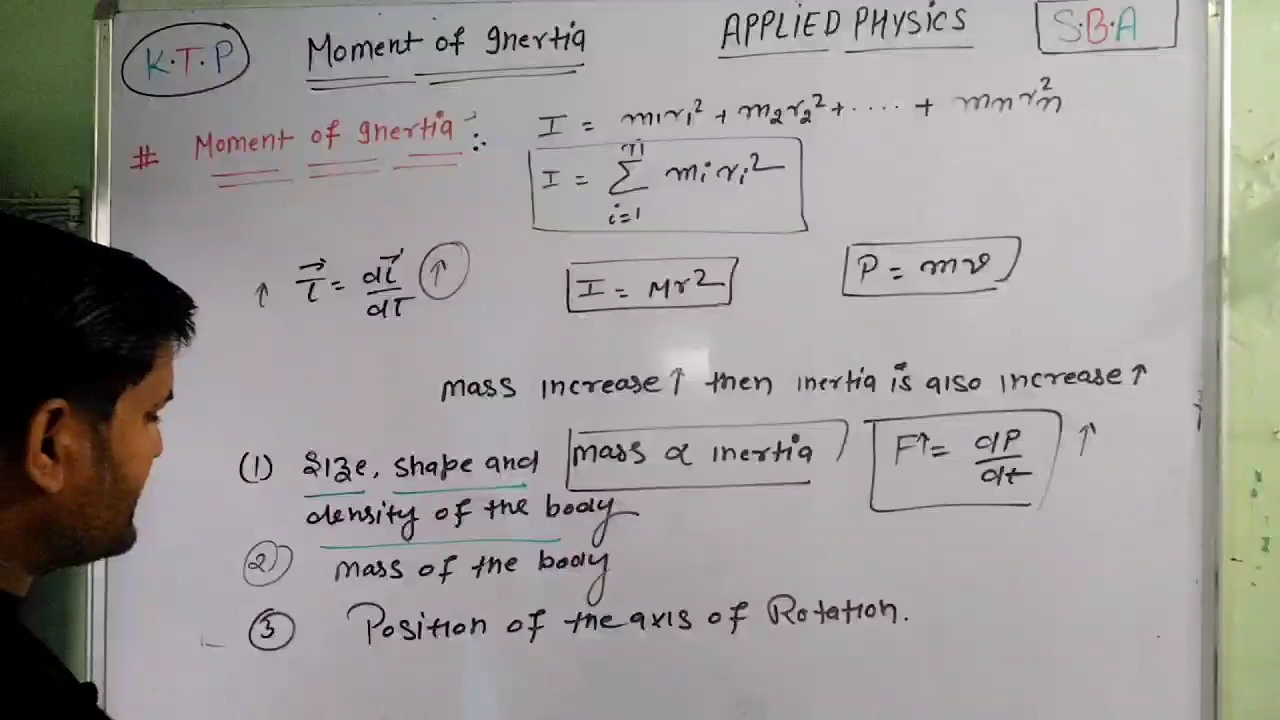 K.T.P Moment of Inertia APPLIED PHYSICS S.B.A
# Moment of Inertia :- I = m₁r₁² + m₂r₂² + .... + mₙrₙ²
I = Σ mᵢrᵢ²
n
i=1
↑ τ⃗ = dL⃗/dT ↑ I = Mr² P = mv
mass increase ↑ then inertia is also increase ↑
(1) Size, shape and mass ∝ inertia F↑ = dP/dt ↑
density of the body
(2) mass of the body
(3) Position of the axis of Rotation.